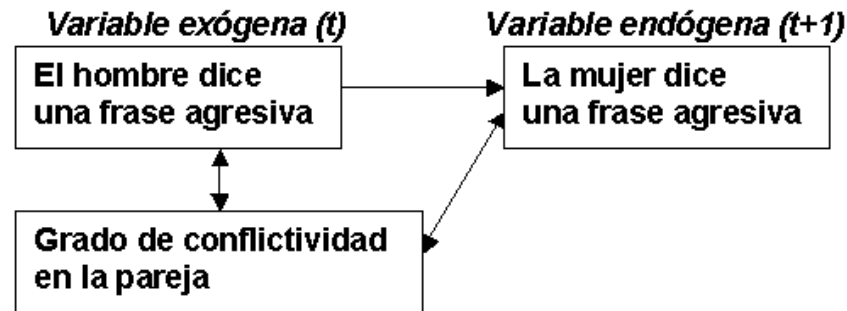 Variable exógena (t)
Variable endógena (t+1)
El hombre dice
una frase agresiva
La mujer dice
una frase agresiva
Grado de conflictividad
en la pareja